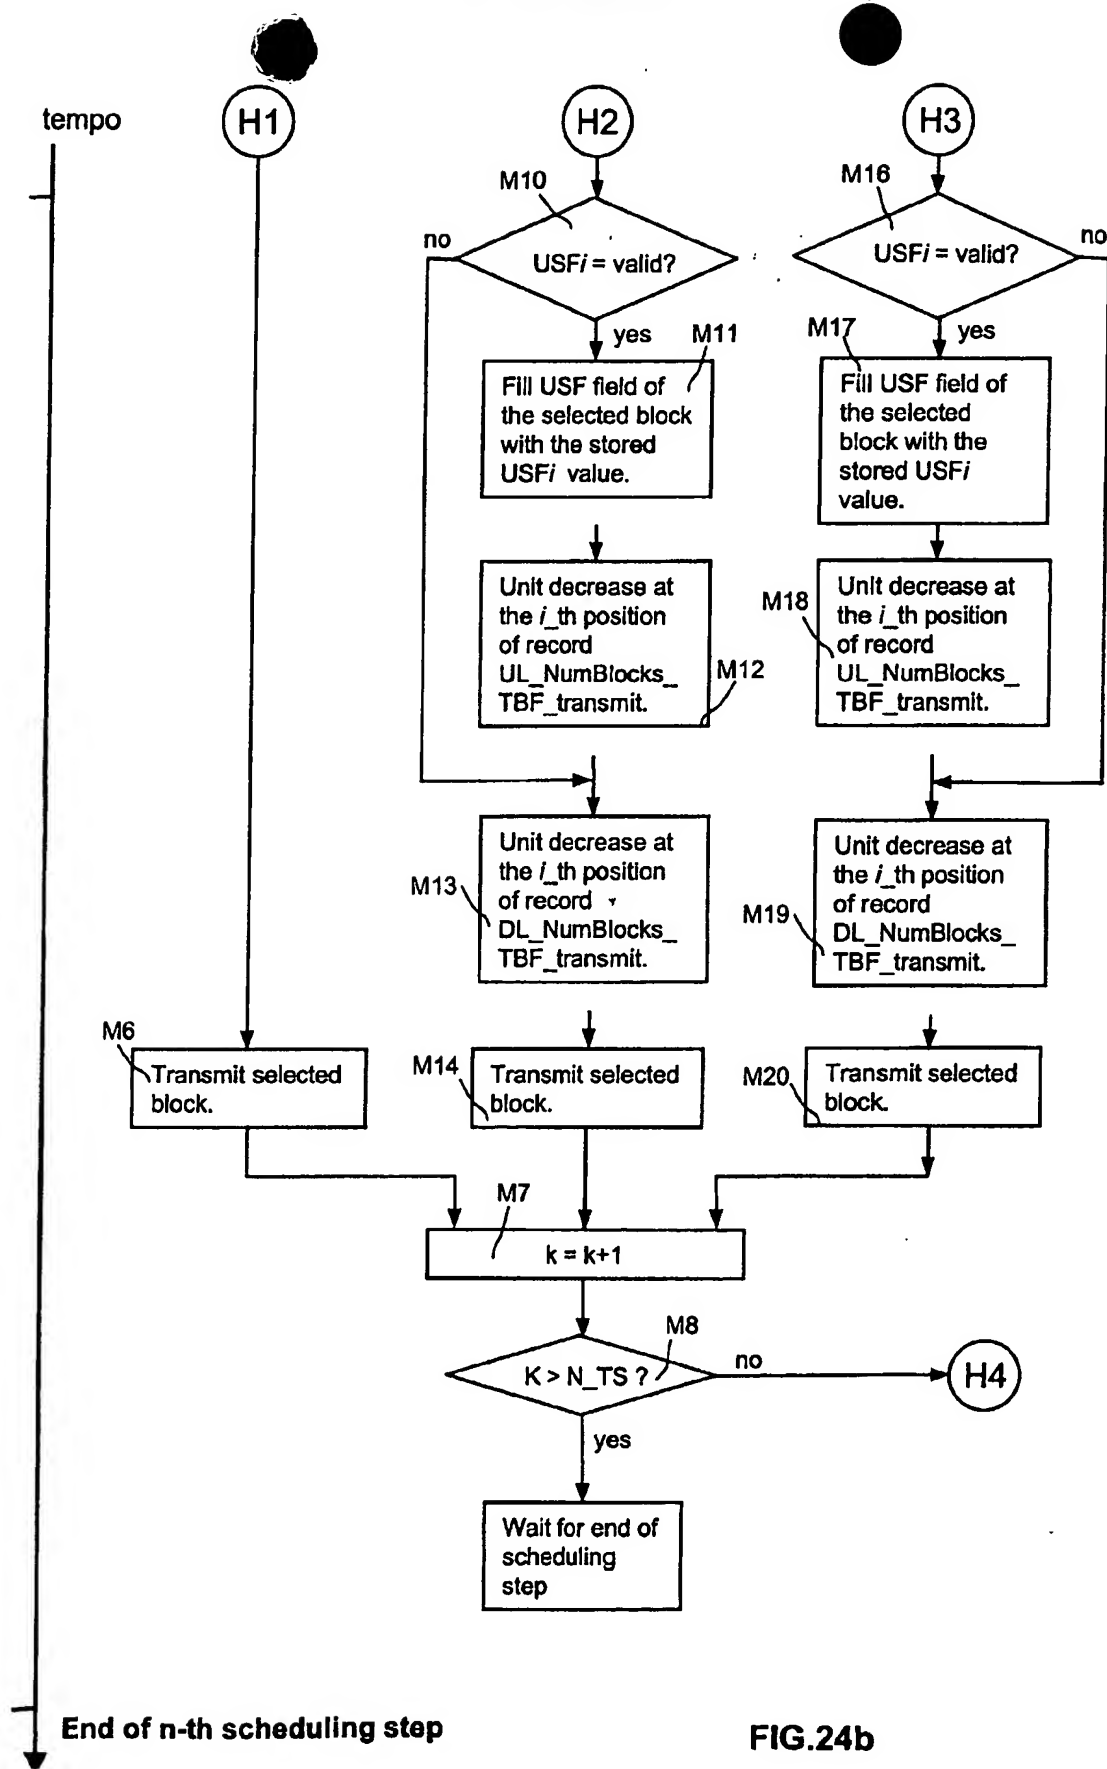 tempo
H1
H2
H3
M10
M16
no
USFi = valid?
USFi = valid?
no
yes
M11
M17
yes
Fill USF field of
the selected block
with the stored
USFi value.
Fill USF field of
the selected
block with the
stored USFi
value.
Unit decrease at
the i_th position
of record
UL_NumBlocks_
TBF_transmit.
M12
M18
Unit decrease at
the i_th position
of record
UL_NumBlocks_
TBF_transmit.
M13
Unit decrease at
the i_th position
of record
DL_NumBlocks_
TBF_transmit.
M19
Unit decrease at
the i_th position
of record
DL_NumBlocks_
TBF_transmit.
M6
Transmit selected
block.
M14
Transmit selected
block.
M20
Transmit selected
block.
M7
k = k+1
M8
K > N_TS ?
no
H4
yes
Wait for end of
scheduling
step
End of n-th scheduling step
FIG.24b